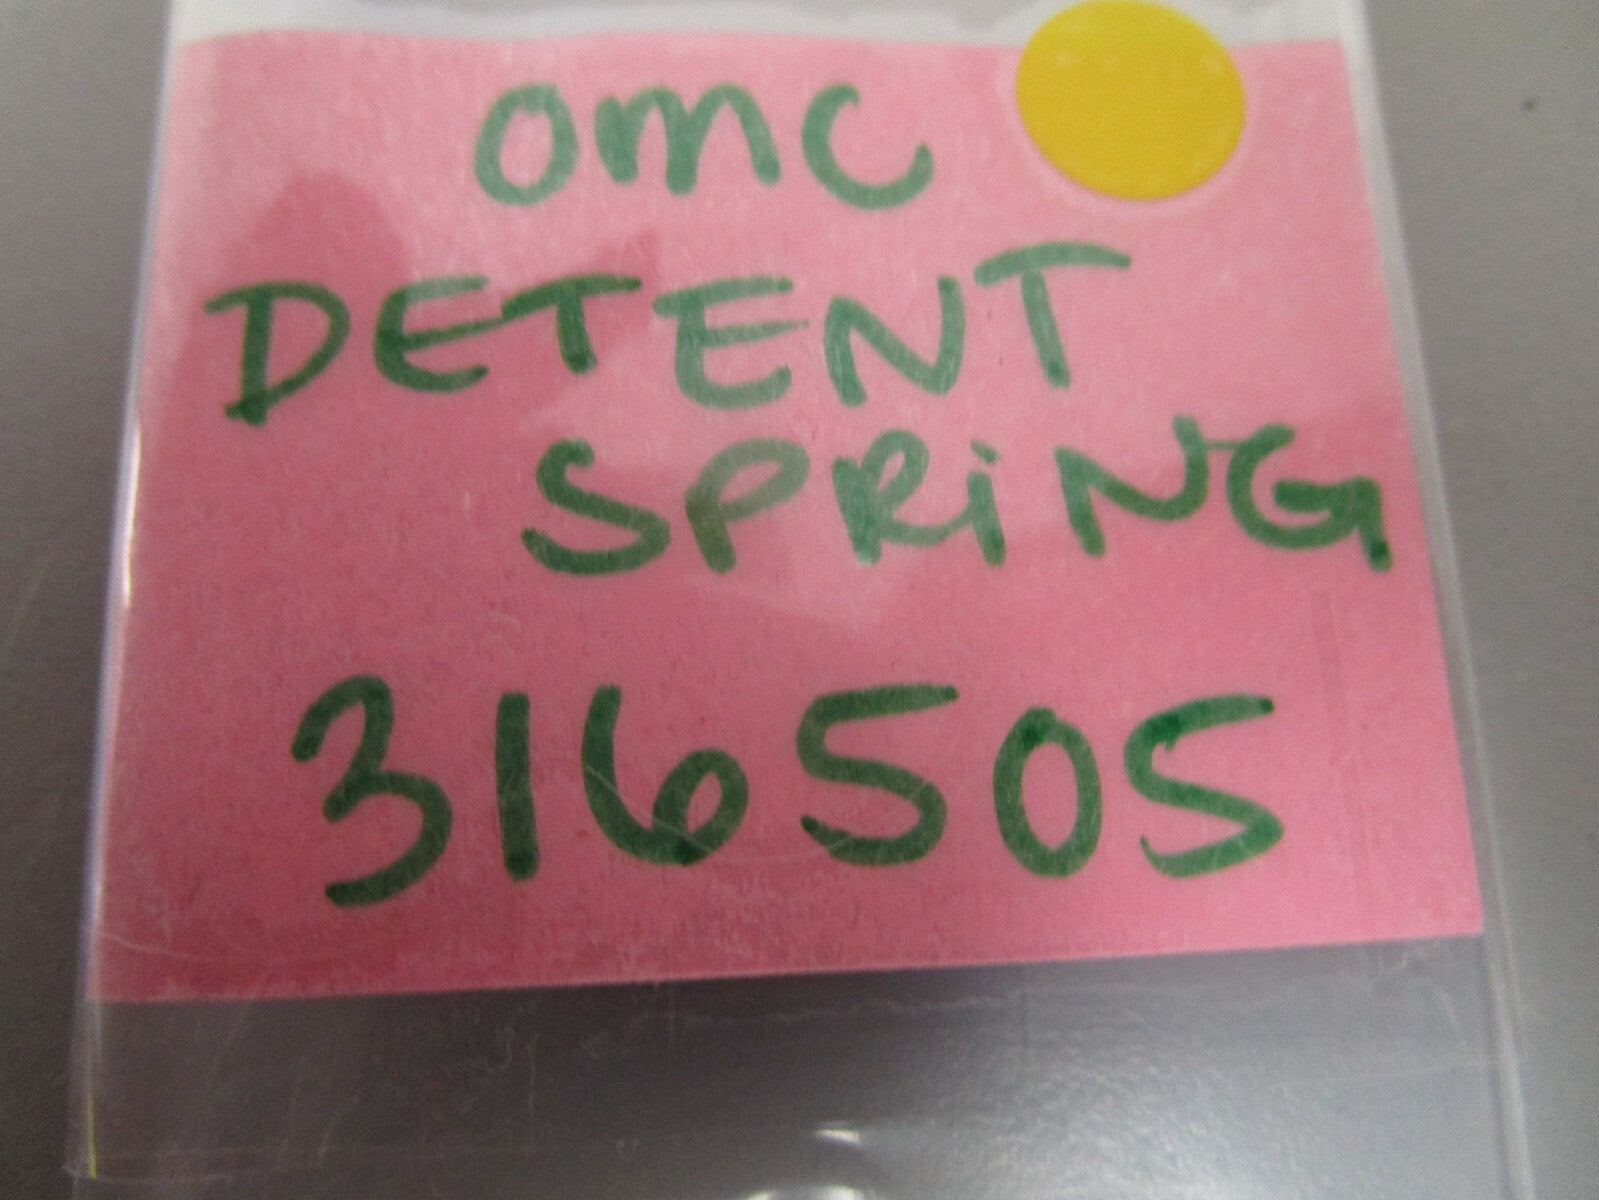 OMC
DETENT
SPRiNG
316505